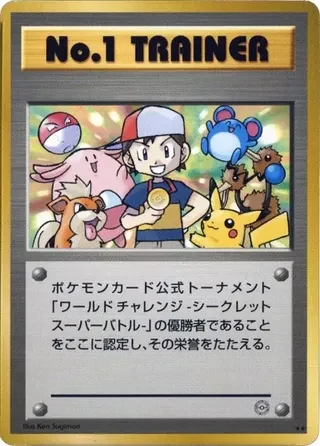 No.1 TRAINER
ポケモンカード公式トーナメント
「ワールドチャレンジ -シークレット
スーパーバトル-」の優勝者であること
をここに認定し、その栄誉をたたえる。
Illus. Ken Sugimori